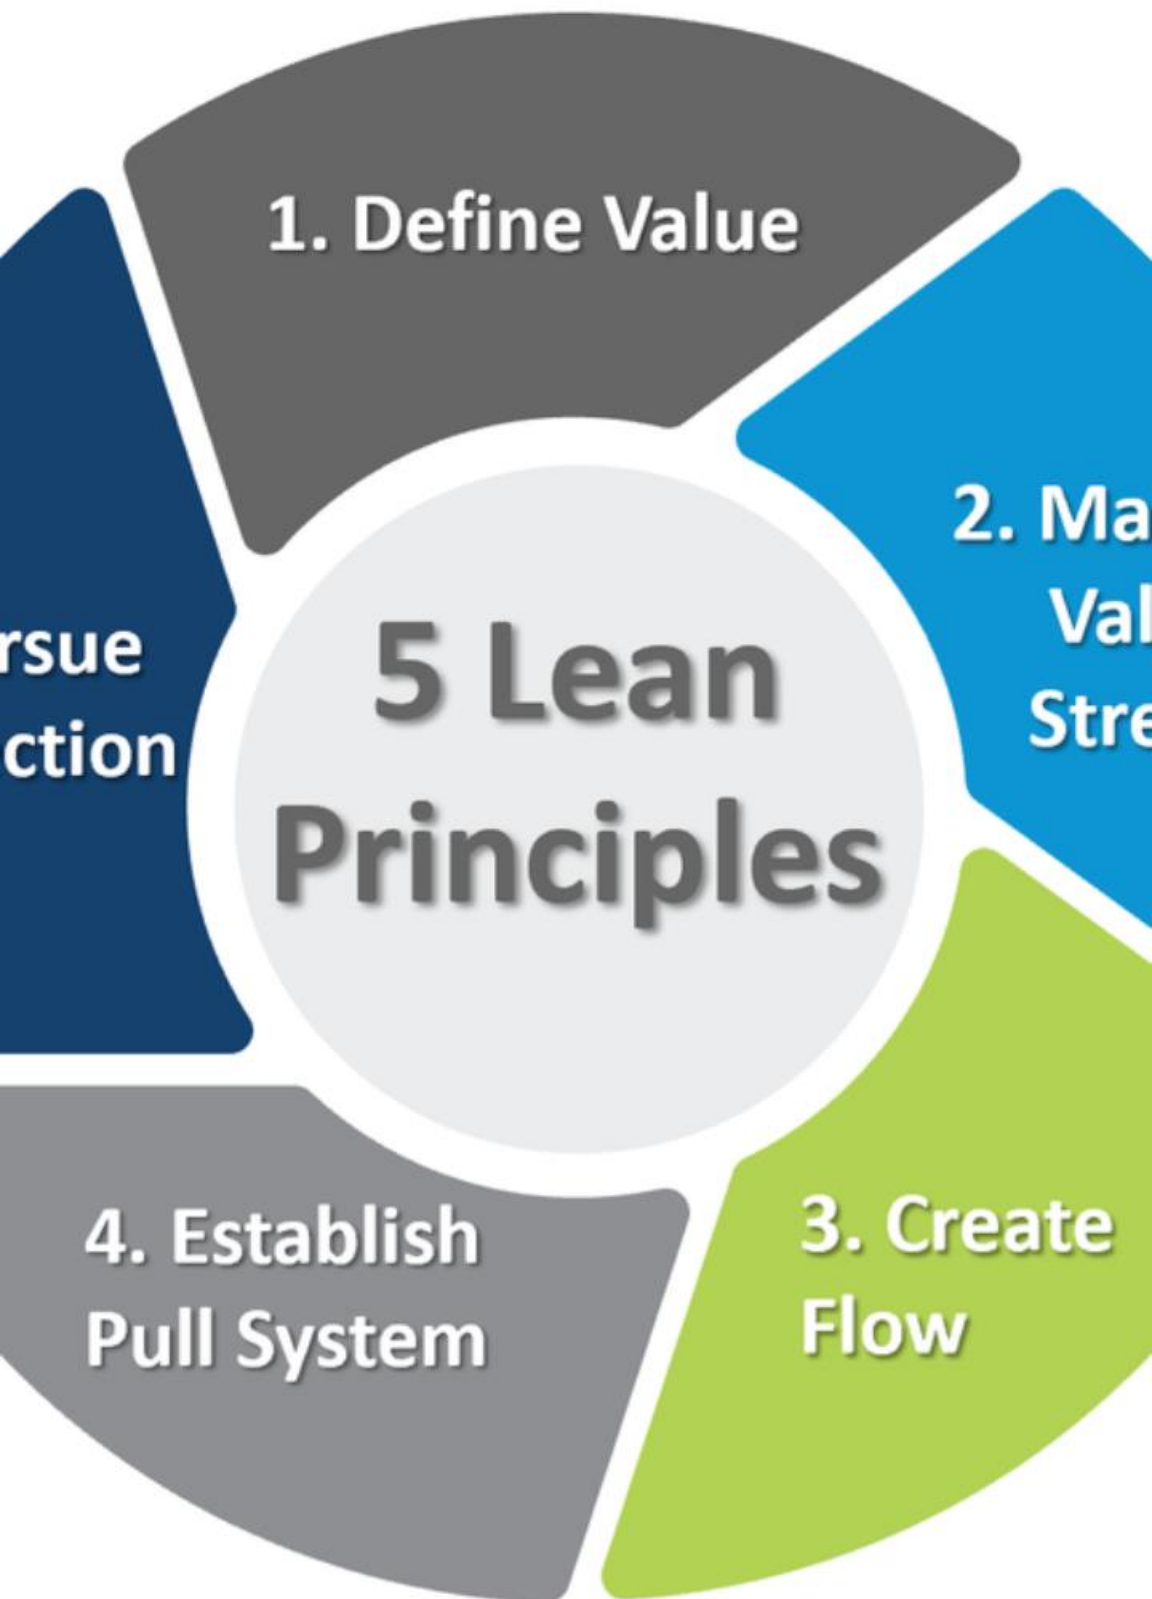 5 Lean
Principles
1. Define Value
2. Ma
Val
Stre
3. Create
Flow
4. Establish
Pull System
rsue
ction